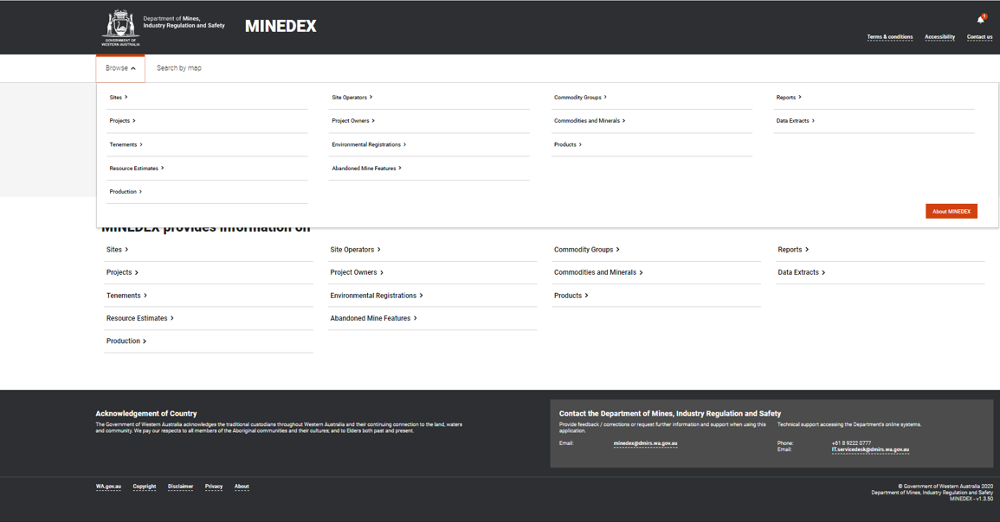 Department of Mines,
Industry Regulation and Safety
GOVERNMENT OF
WESTERN AUSTRALIA
MINEDEX
1
Terms & conditions
Accessibility
Contact us
Browse
Search by map
Sites
Site Operators
Commodity Groups
Reports
Projects
Project Owners
Commodities and Minerals
Data Extracts
Tenements
Environmental Registrations
Products
Resource Estimates
Abandoned Mine Features
Production
About MINEDEX
MINEDEX provides information on
Sites
Site Operators
Commodity Groups
Reports
Projects
Project Owners
Commodities and Minerals
Data Extracts
Tenements
Environmental Registrations
Products
Resource Estimates
Abandoned Mine Features
Production
Acknowledgement of Country
The Government of Western Australia acknowledges the traditional custodians throughout Western Australia and their continuing connection to the land, waters
and community. We pay our respects to all members of the Aboriginal communities and their cultures; and to Elders both past and present.
Contact the Department of Mines, Industry Regulation and Safety
Provide feedback / corrections or request further information and support when using this
application.
Email: minedex@dmirs.wa.gov.au
Technical support accessing the Department's online systems.
Phone: +61 8 9222 0777
Email: IT.servicedesk@dmirs.wa.gov.au
WA.gov.au
Copyright
Disclaimer
Privacy
About
© Government of Western Australia 2020
Department of Mines, Industry Regulation and Safety
MINEDEX - v1.3.50